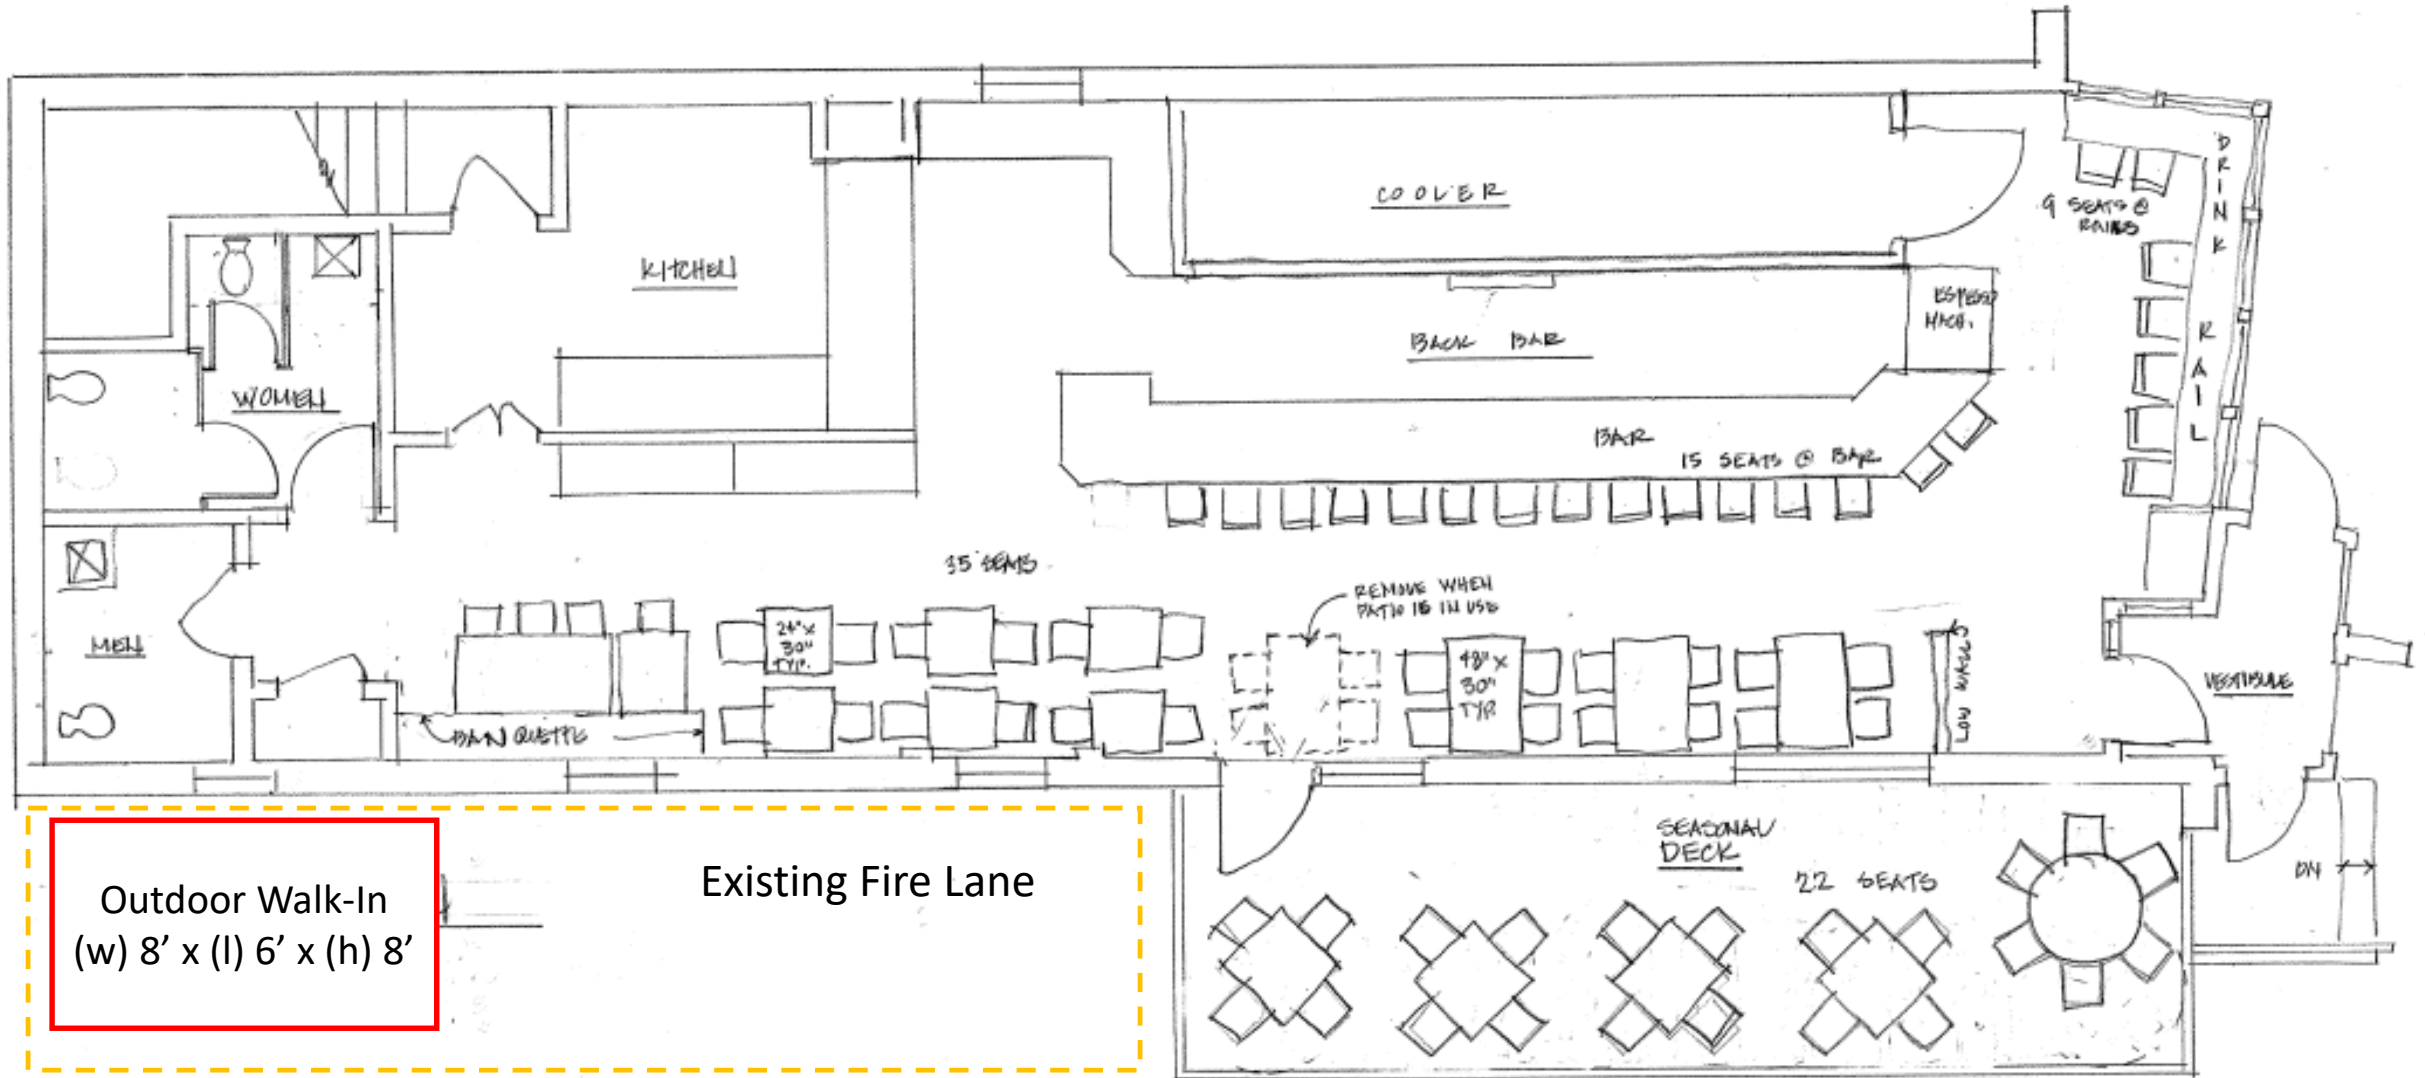 COOLER
DRINK RAIL
9 SEATS @
RAILS
KITCHEN
ESPRESSO
MACH.
BACK BAR
WOMEN
BAR
15 SEATS @ BAR
35 SEATS
REMOVE WHEN
PATIO IS IN USE
MEN
24" x
30"
TYP.
48" x
30"
TYP
LOW WALLS
VESTIBULE
BANQUETTE
SEASONAL
DECK
22 SEATS
DN
Existing Fire Lane
Outdoor Walk-In
(w) 8’ x (l) 6’ x (h) 8’